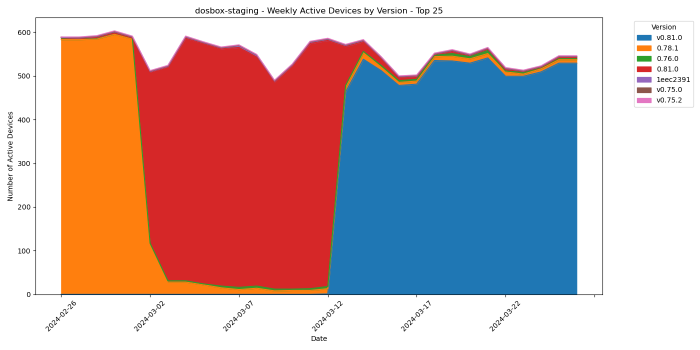 dosbox-staging - Weekly Active Devices by Version - Top 25
Number of Active Devices
600
500
400
300
200
100
0
2024-02-26
2024-03-02
2024-03-07
2024-03-12
2024-03-17
2024-03-22
Date
Version
v0.81.0
0.78.1
0.76.0
0.81.0
1eec2391
v0.75.0
v0.75.2